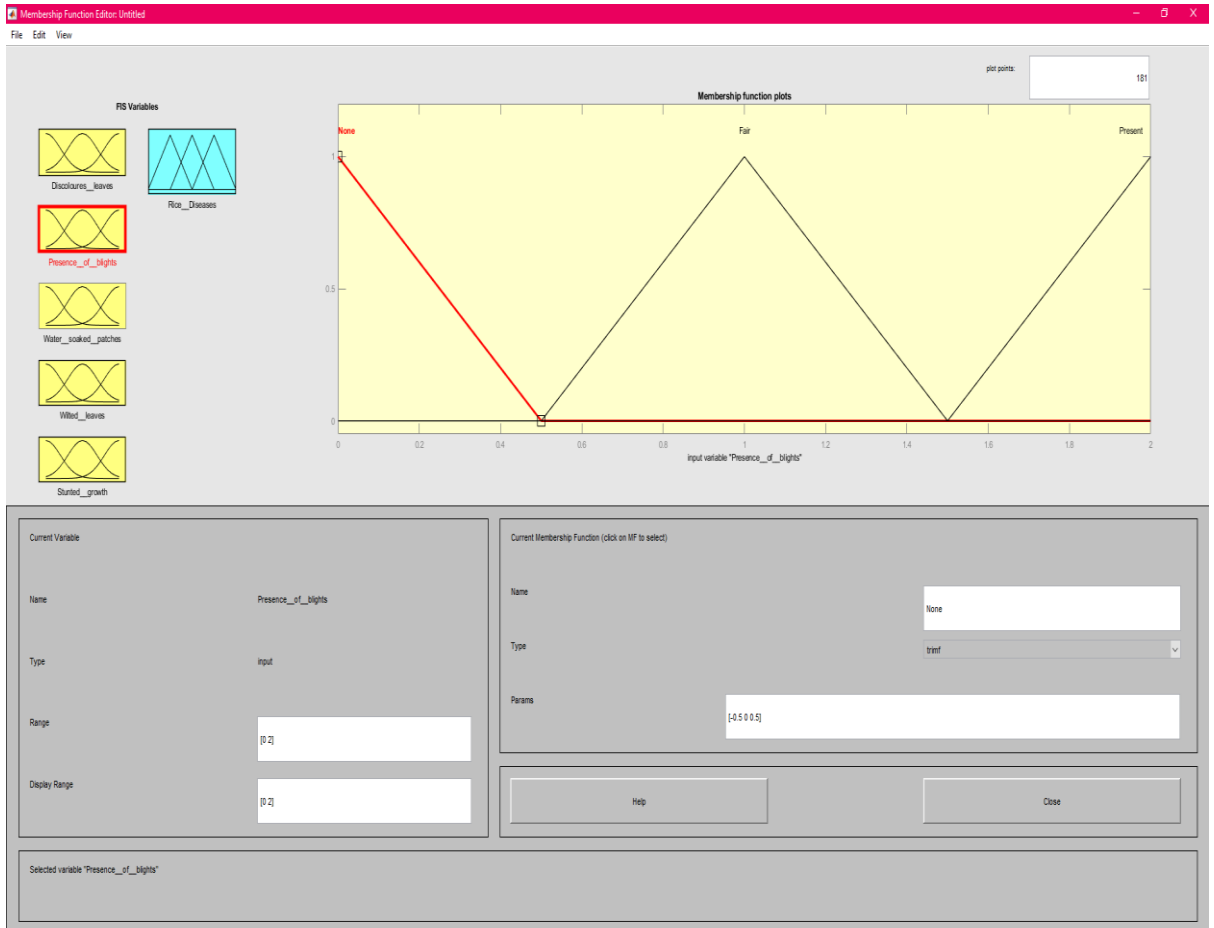 Membership Function Editor: Untitled
File Edit View
plot points:
181
FIS Variables
Membership function plots
None
Fair
Present
Discoloures__leaves
Rice__Diseases
Presence__of__blights
Water__soaked__patches
Wilted__leaves
Stunted__growth
1
0.5
0
0 0.2 0.4 0.6 0.8 1 1.2 1.4 1.6 1.8 2
input variable "Presence__of__blights"
Current Variable
Name Presence__of__blights
Type input
Range [0 2]
Display Range [0 2]
Current Membership Function (click on MF to select)
Name None
Type trimf
Params [-0.5 0 0.5]
Help Close
Selected variable "Presence__of__blights"